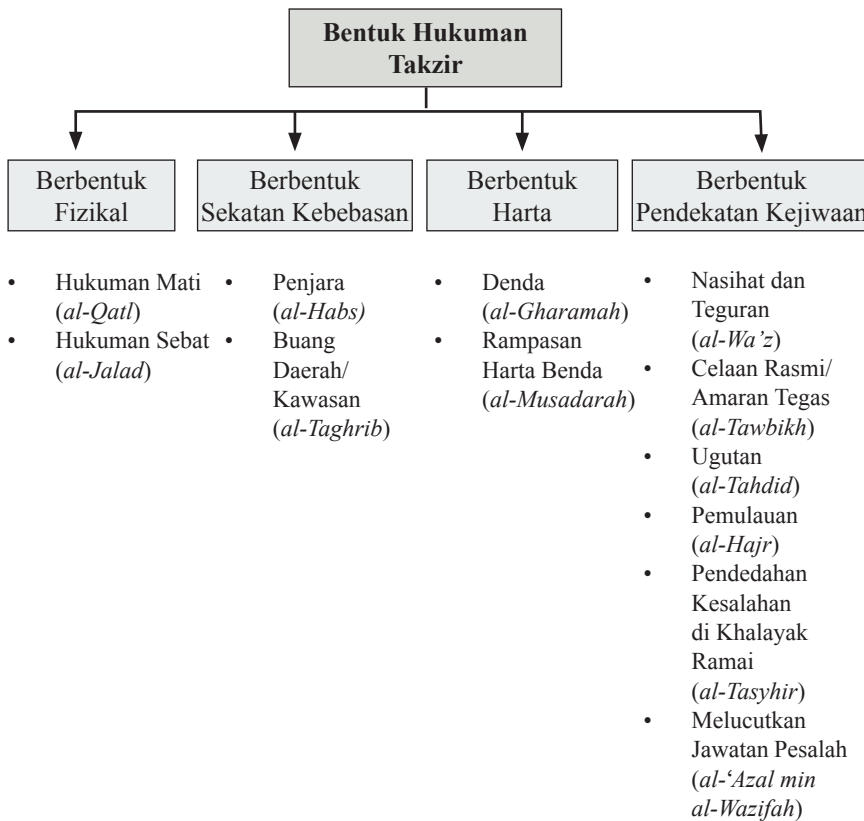 Bentuk Hukuman
Takzir
Berbentuk
Fizikal
Berbentuk
Sekatan Kebebasan
Berbentuk
Harta
Berbentuk
Pendekatan Kejiwaan
• Hukuman Mati
(al-Qatl)
• Hukuman Sebat
(al-Jalad)
• Penjara
(al-Habs)
• Buang
Daerah/
Kawasan
(al-Taghrib)
• Denda
(al-Gharamah)
• Rampasan
Harta Benda
(al-Musadarah)
• Nasihat dan
Teguran
(al-Wa’z)
• Celaan Rasmi/
Amaran Tegas
(al-Tawbikh)
• Ugutan
(al-Tahdid)
• Pemulauan
(al-Hajr)
• Pendedahan
Kesalahan
di Khalayak
Ramai
(al-Tasyhir)
• Melucutkan
Jawatan Pesalah
(al-‘Azal min
al-Wazifah)